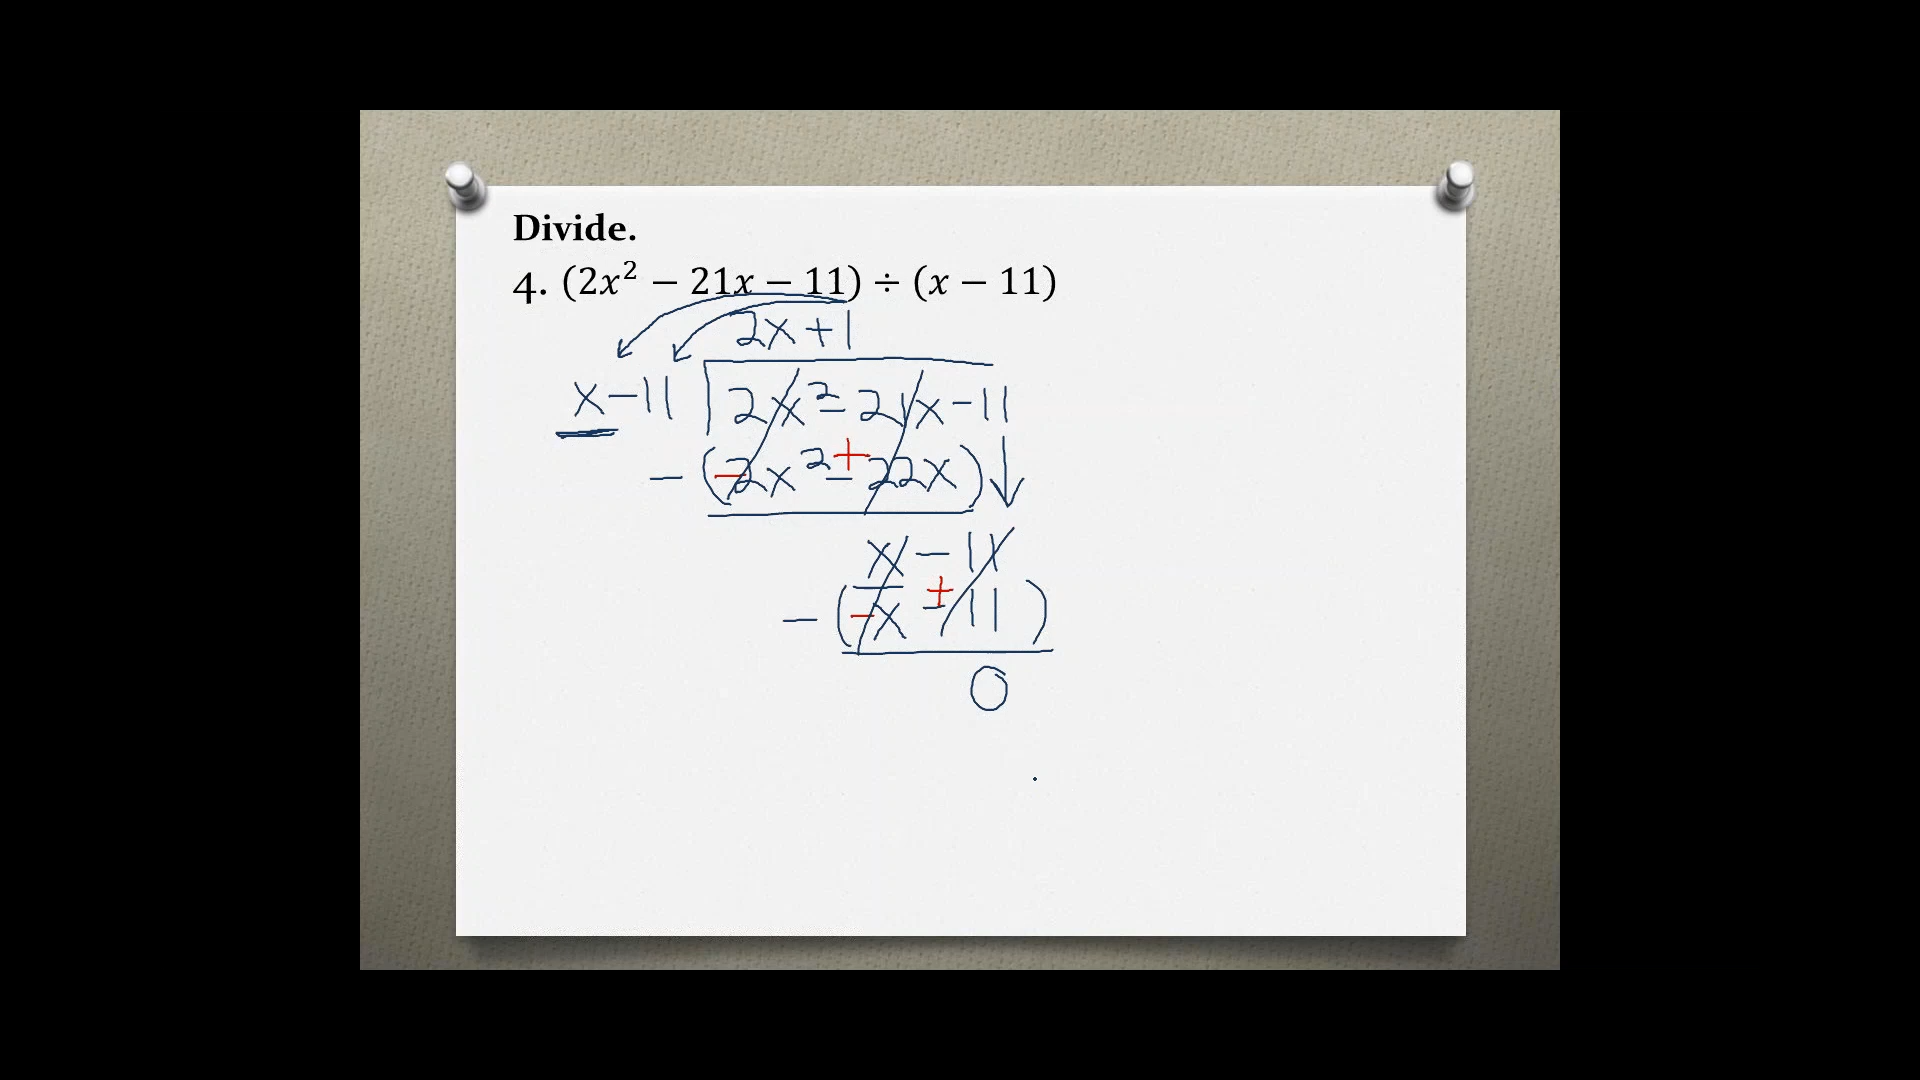 Divide.
4. (2x² − 21x − 11) ÷ (x − 11)
2x + 1
x − 11 | 2x² − 21x − 11
− (2x² − 22x)
− +
x − 11
− (x − 11)
− +
0